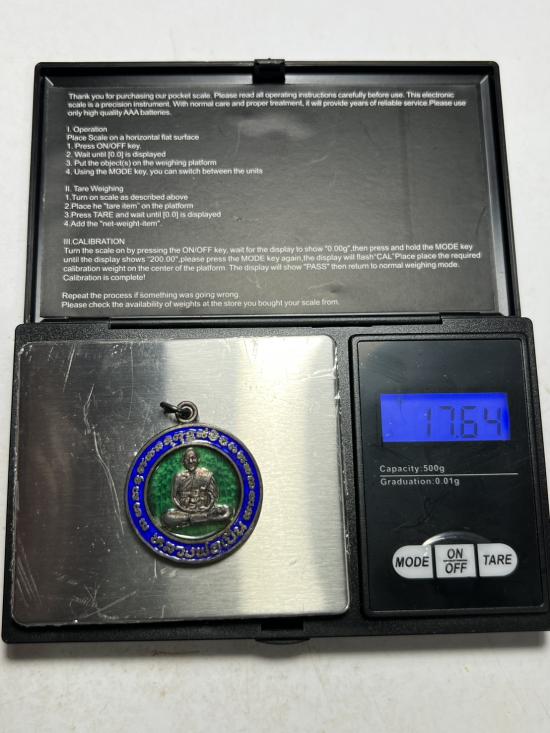 Thank you for purchasing our pocket scale. Please read all operating instructions carefully before use. This electronic
scale is a precision instrument. With normal care and proper treatment, it will provide years of reliable service.Please use
only high quality AAA batteries.
I. Operation
Place Scale on a horizontal flat surface
1. Press ON/OFF key.
2. Wait until [0.0] is displayed
3. Put the object(s) on the weighing platform
4. Using the MODE key, you can switch between the units
II. Tare Weighing
1.Turn on scale as described above
2.Place he "tare item" on the platform
3.Press TARE and wait until [0.0] is displayed
4.Add the "net-weight-item".
III.CALIBRATION
Turn the scale on by pressing the ON/OFF key, wait for the display to show "0.00g",then press and hold the MODE key
until the display shows "200.00",please press the MODE key again,the display will flash"CAL"Place place the required
calibration weight on the center of the platform. The display will show "PASS" then return to normal weighing mode.
Calibration is complete!
Repeat the process if something was going wrong
Please check the availability of weights at the store you bought your scale from.
17.64
Capacity:500g
Graduation:0.01g
MODE ON/OFF TARE
หลวงพ่อเปิ่น